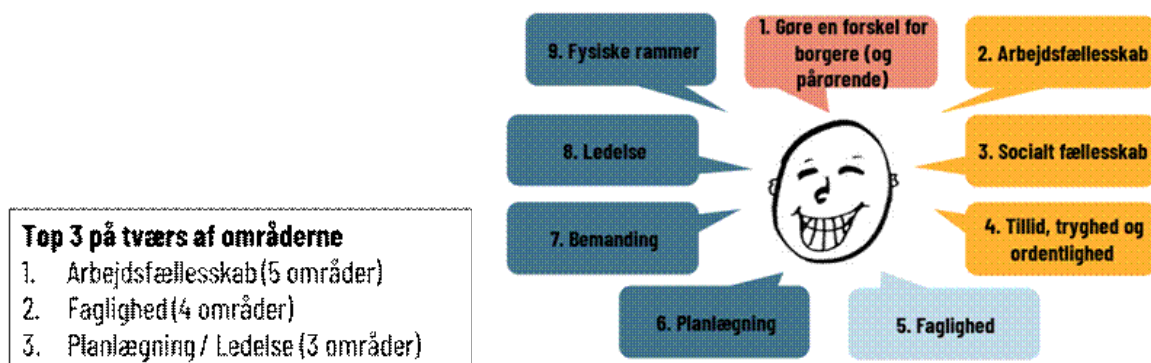 1. Gøre en forskel for
borgere (og
pårørende)
9. Fysiske rammer
2. Arbejdsfællesskab
8. Ledelse
3. Socialt fællesskab
7. Bemanding
4. Tillid, tryghed og
ordentlighed
6. Planlægning
5. Faglighed
Top 3 på tværs af områderne
1. Arbejdsfællesskab (5 områder)
2. Faglighed (4 områder)
3. Planlægning / Ledelse (3 områder)